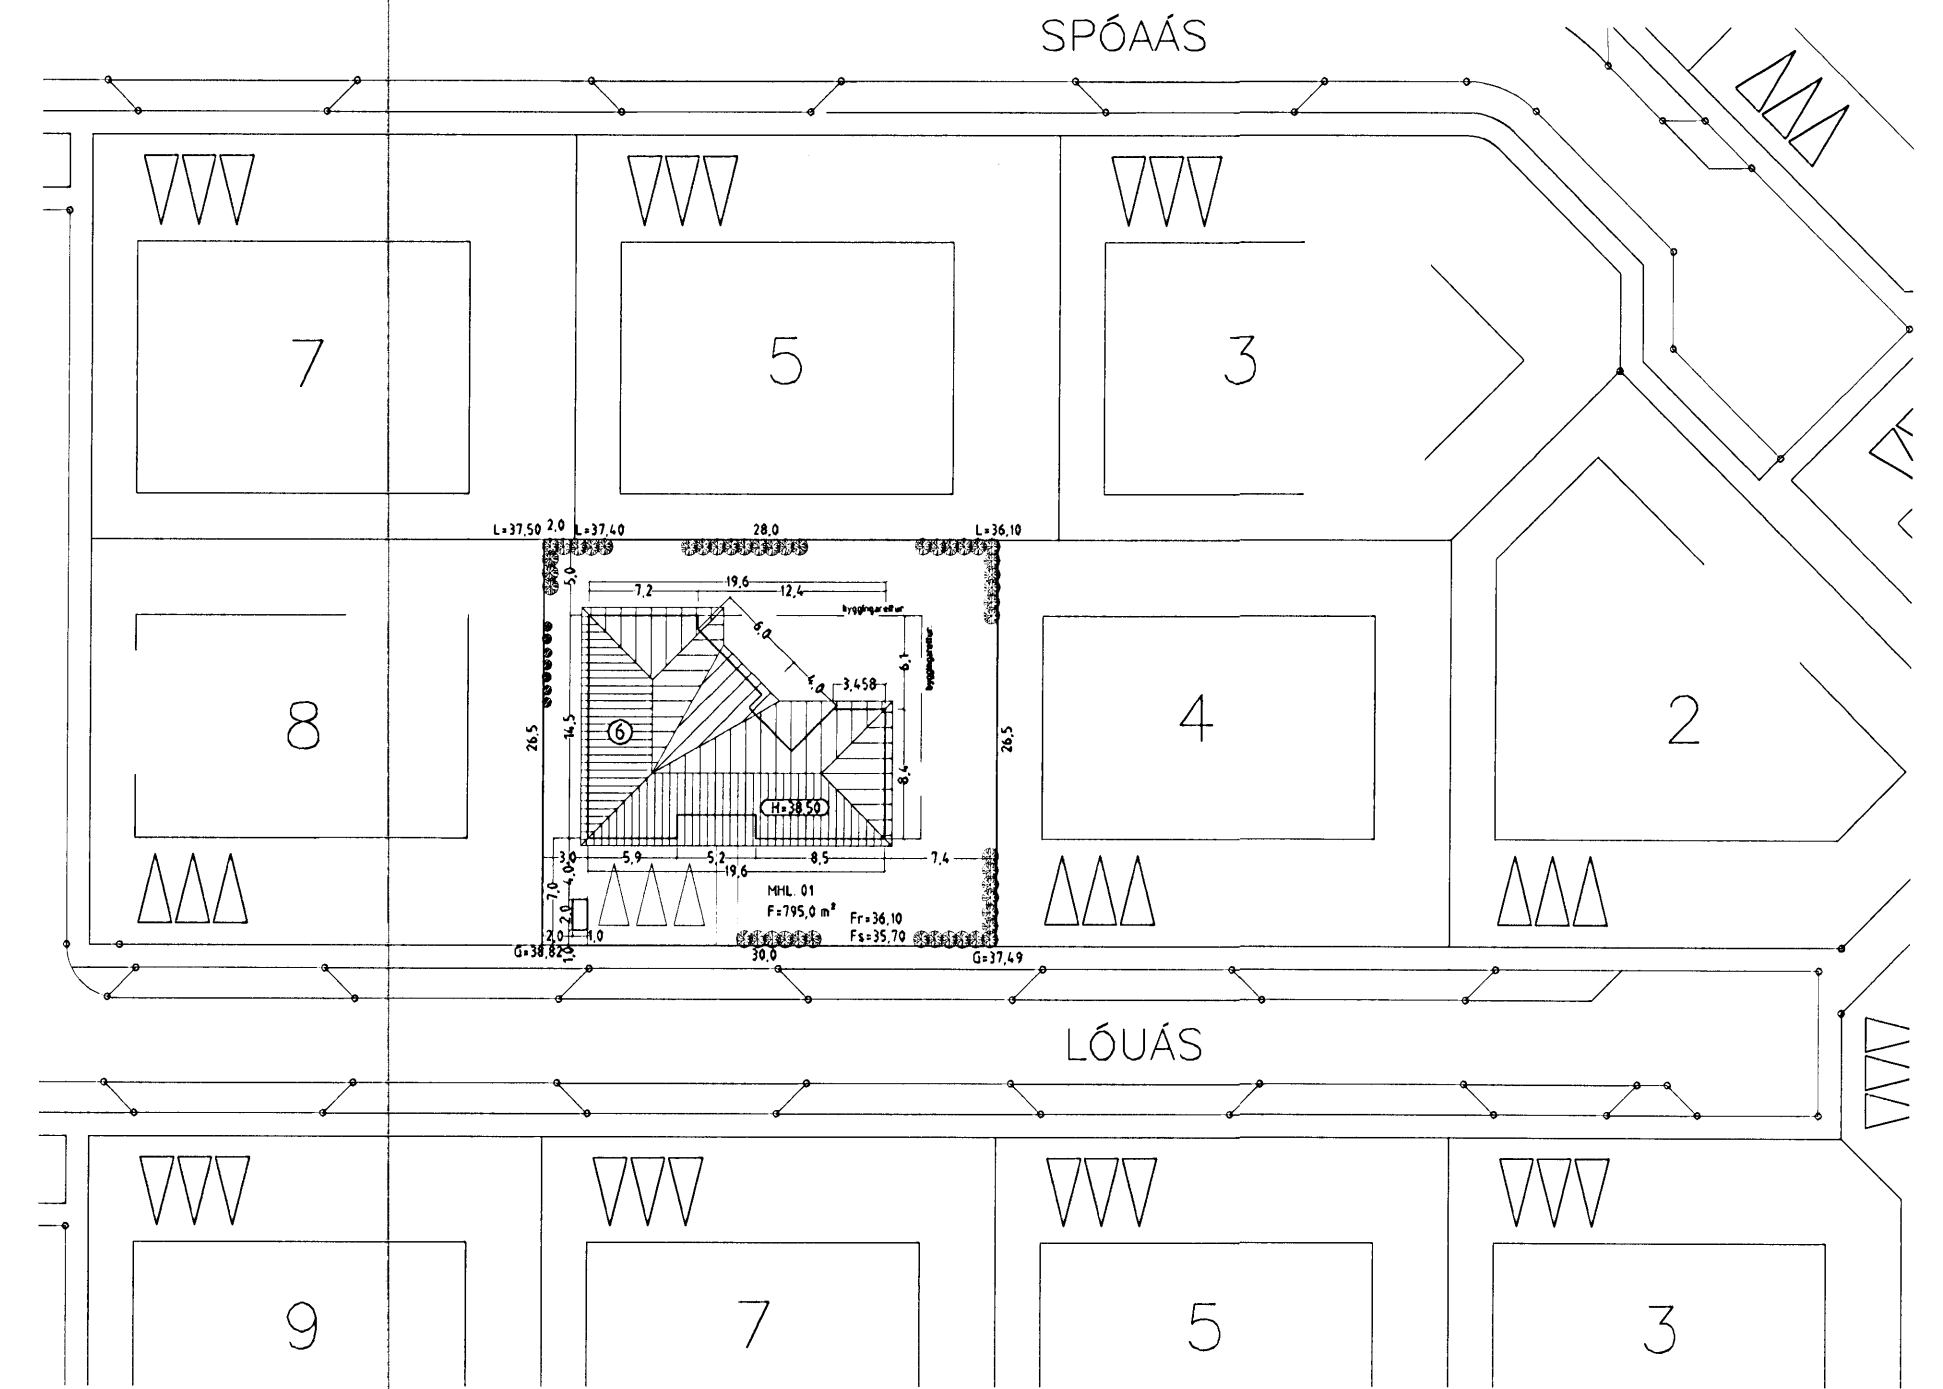 SPÓAÁS
7
5
3
L=37,50 2,0 L=37,40 28,0 L=36,10
5,0
19,6
7,2 12,4
byggingareitur
6,0
6,1
byggingareitur
3,458
8
6
14,5
26,5
26,5
4
2
8,4
H=38,50
3,0 5,9 5,2 8,5 7,4
19,6
4,0
7,0
MHL. 01
F=795,0 m²
Fr=36,10
Fs=35,70
2,0
2,0 1,0
G=38,82 1,0 30,0 G=37,49
LÓUÁS
9
7
5
3